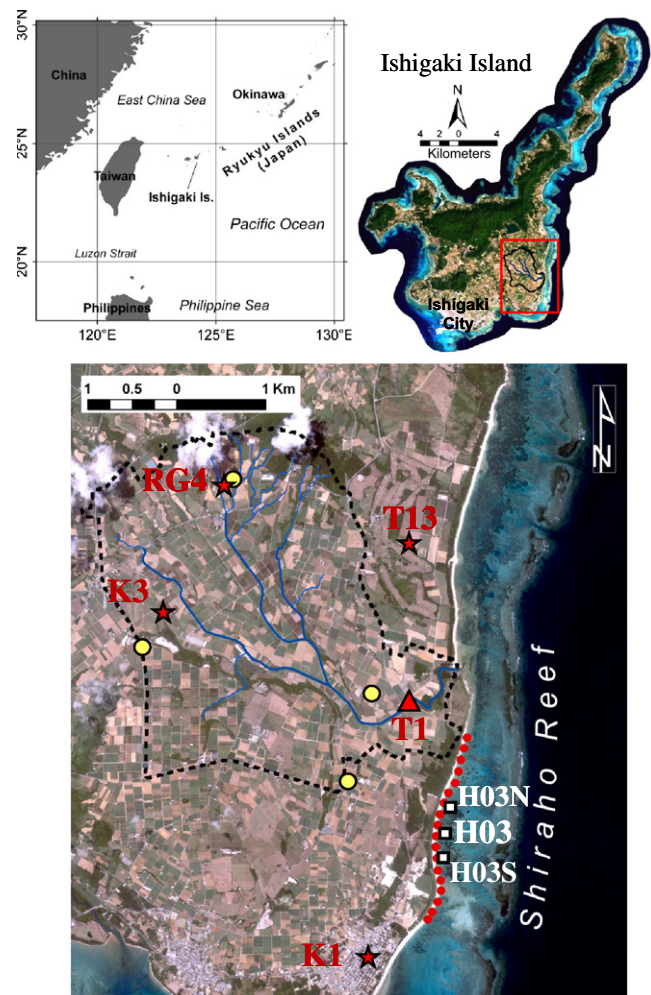 30°N
25°N
20°N
120°E
125°E
130°E
China
East China Sea
Okinawa
Ryukyu Islands
(Japan)
Taiwan
Ishigaki Is.
Pacific Ocean
Luzon Strait
Philippines
Philippine Sea
Ishigaki Island
N
4 2 0 4
Kilometers
Ishigaki
City
1 0.5 0 1 Km
N
RG4
T13
K3
T1
H03N
H03
H03S
Shiraho Reef
K1